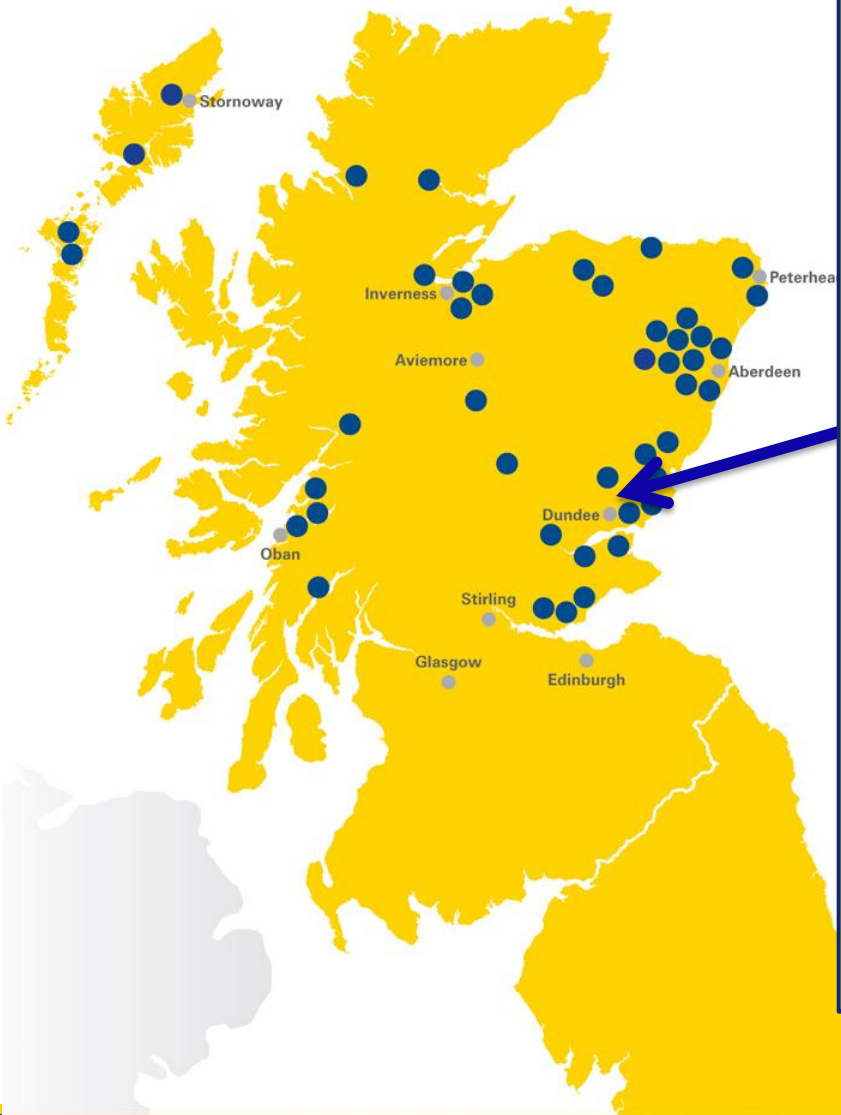 Stornoway
Inverness
Peterhea
Aviemore
Aberdeen
Dundee
Oban
Stirling
Glasgow
Edinburgh